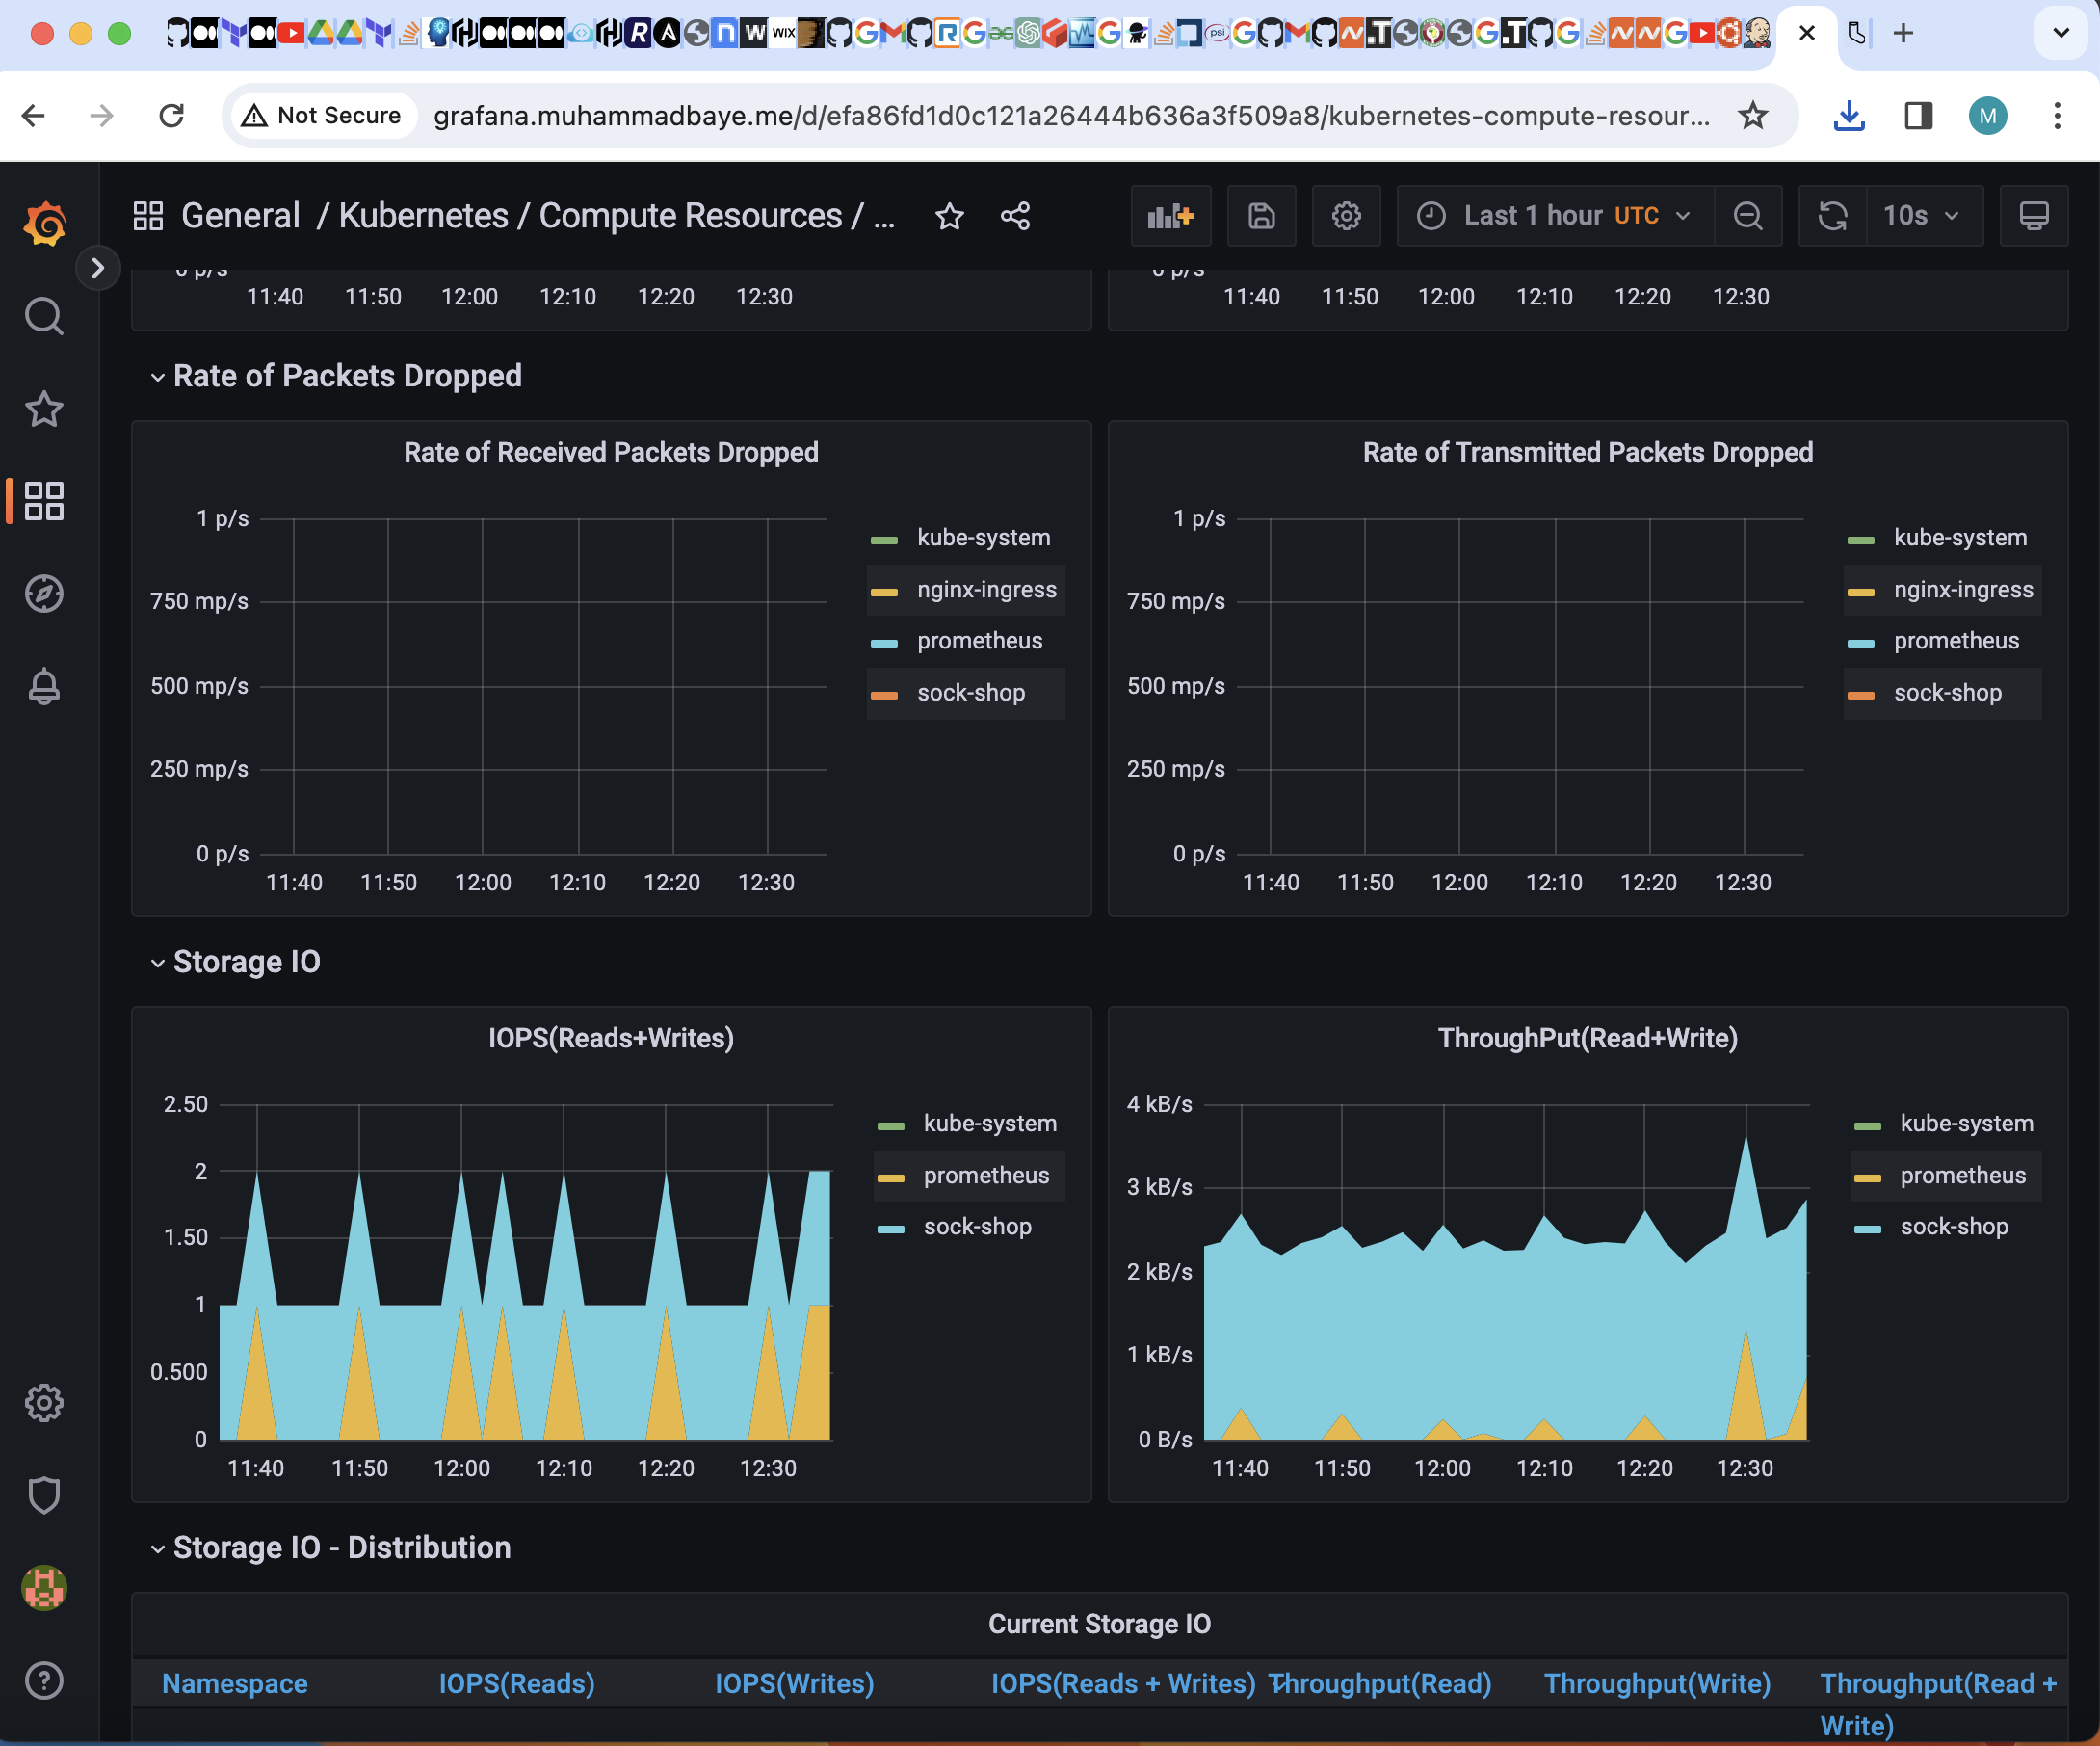 Not Secure grafana.muhammadbaye.me/d/efa86fd1d0c121a26444b636a3f509a8/kubernetes-compute-resour...
M
General / Kubernetes / Compute Resources / ...
Last 1 hour UTC
10s
0 p/s
11:40 11:50 12:00 12:10 12:20 12:30
0 p/s
11:40 11:50 12:00 12:10 12:20 12:30
Rate of Packets Dropped
Rate of Received Packets Dropped
1 p/s
750 mp/s
500 mp/s
250 mp/s
0 p/s
11:40 11:50 12:00 12:10 12:20 12:30
kube-system
nginx-ingress
prometheus
sock-shop
Rate of Transmitted Packets Dropped
1 p/s
750 mp/s
500 mp/s
250 mp/s
0 p/s
11:40 11:50 12:00 12:10 12:20 12:30
kube-system
nginx-ingress
prometheus
sock-shop
Storage IO
IOPS(Reads+Writes)
2.50
2
1.50
1
0.500
0
11:40 11:50 12:00 12:10 12:20 12:30
kube-system
prometheus
sock-shop
ThroughPut(Read+Write)
4 kB/s
3 kB/s
2 kB/s
1 kB/s
0 B/s
11:40 11:50 12:00 12:10 12:20 12:30
kube-system
prometheus
sock-shop
Storage IO - Distribution
Current Storage IO
Namespace IOPS(Reads) IOPS(Writes) IOPS(Reads + Writes) Throughput(Read) Throughput(Write) Throughput(Read +
Write)